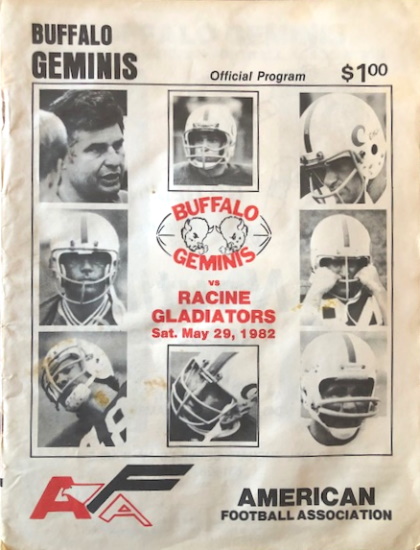 BUFFALO
GEMINIS
Official Program
$1.00
BUFFALO
GEMINIS
vs
RACINE
GLADIATORS
Sat. May 29, 1982
AFA
AMERICAN
FOOTBALL ASSOCIATION